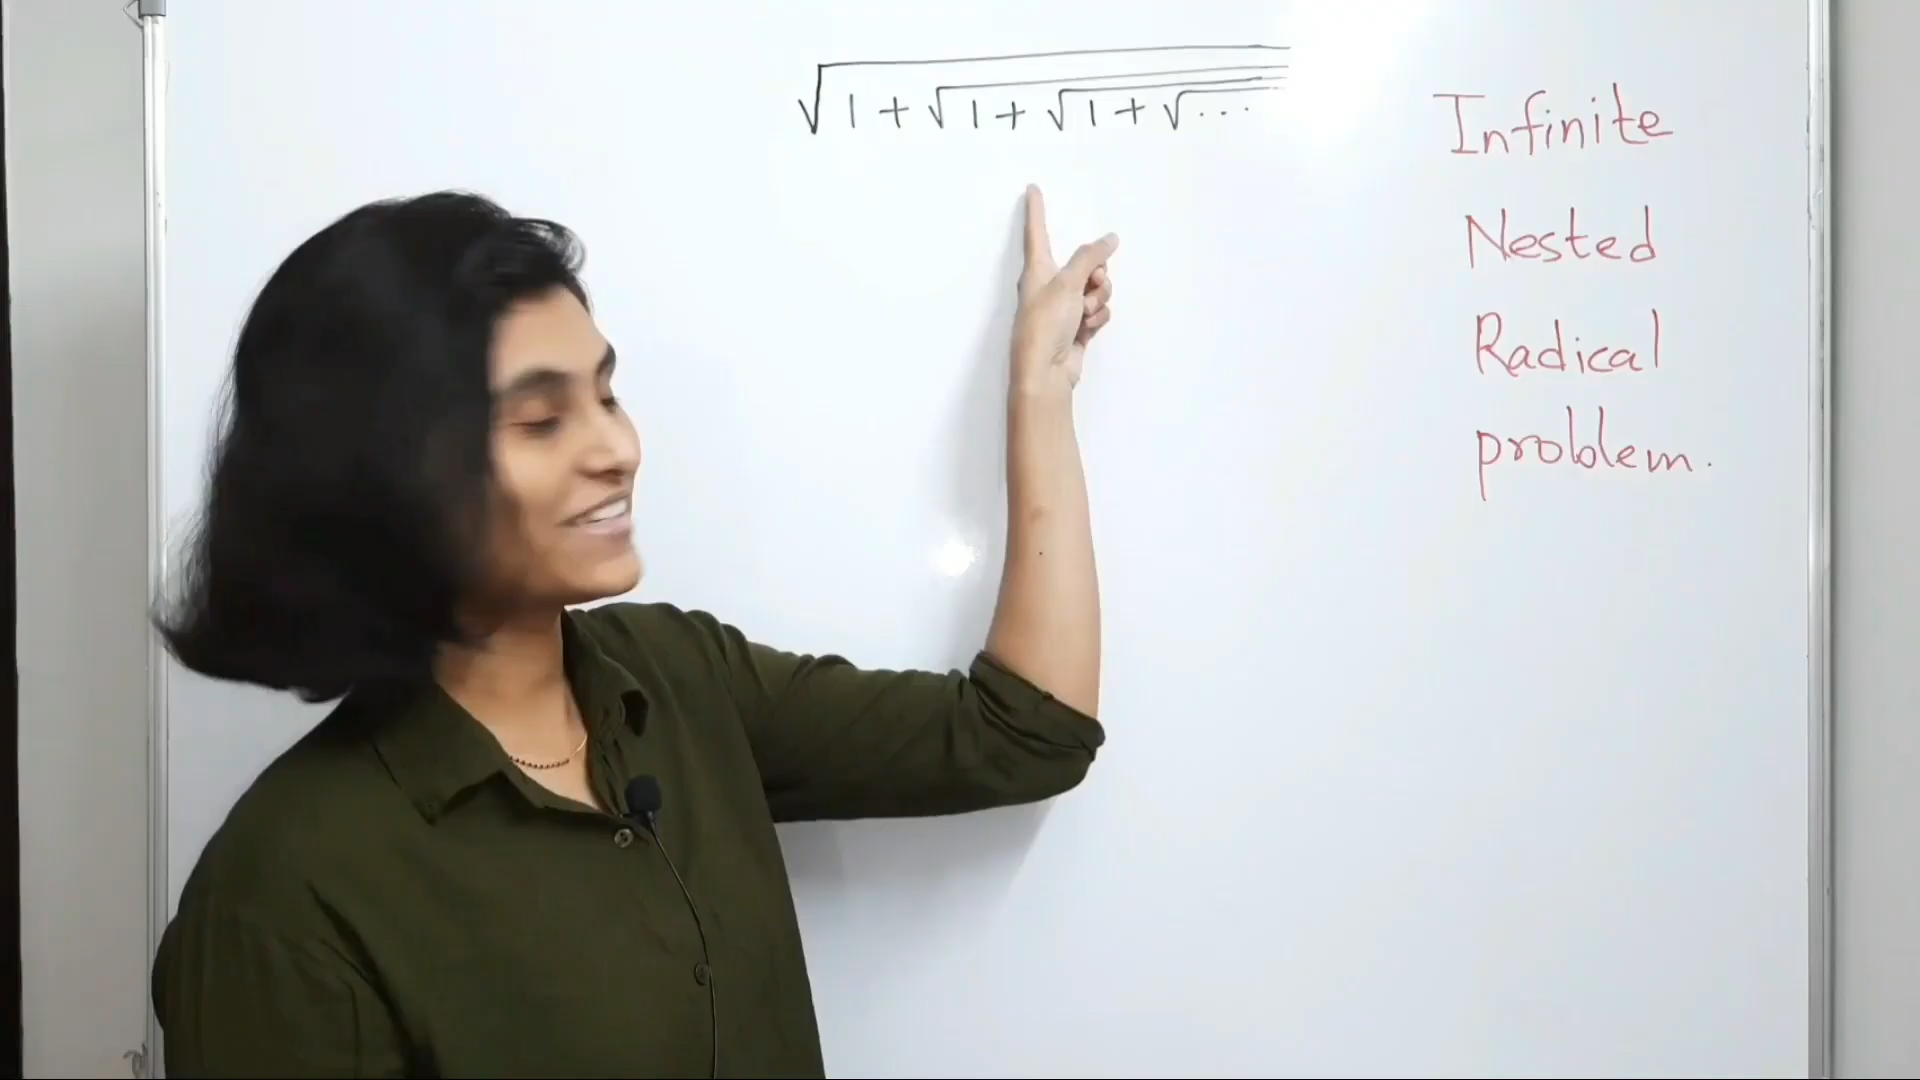 √1 + √1 + √1 + √...
Infinite
Nested
Radical
problem.